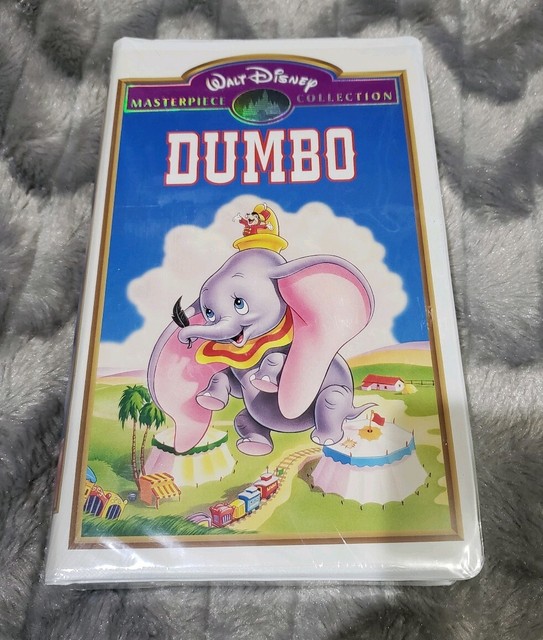 WALT DISNEY
MASTERPIECE COLLECTION
DUMBO